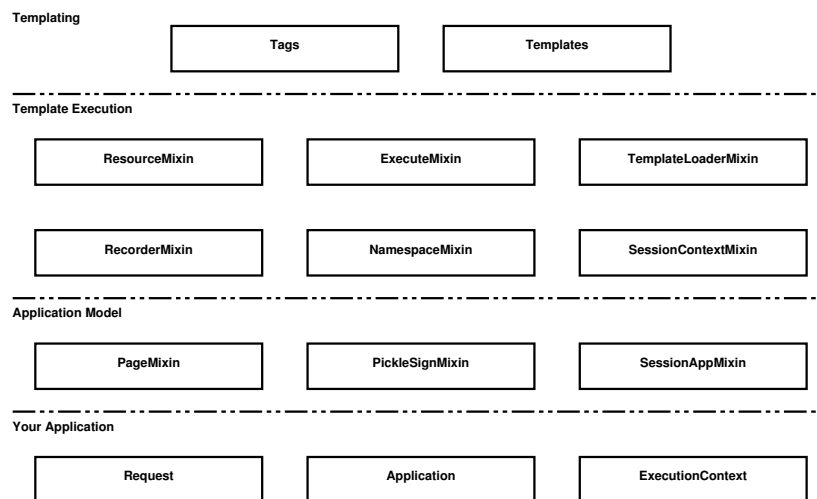 Templating
Tags
Templates
Template Execution
ResourceMixin
ExecuteMixin
TemplateLoaderMixin
RecorderMixin
NamespaceMixin
SessionContextMixin
Application Model
PageMixin
PickleSignMixin
SessionAppMixin
Your Application
Request
Application
ExecutionContext